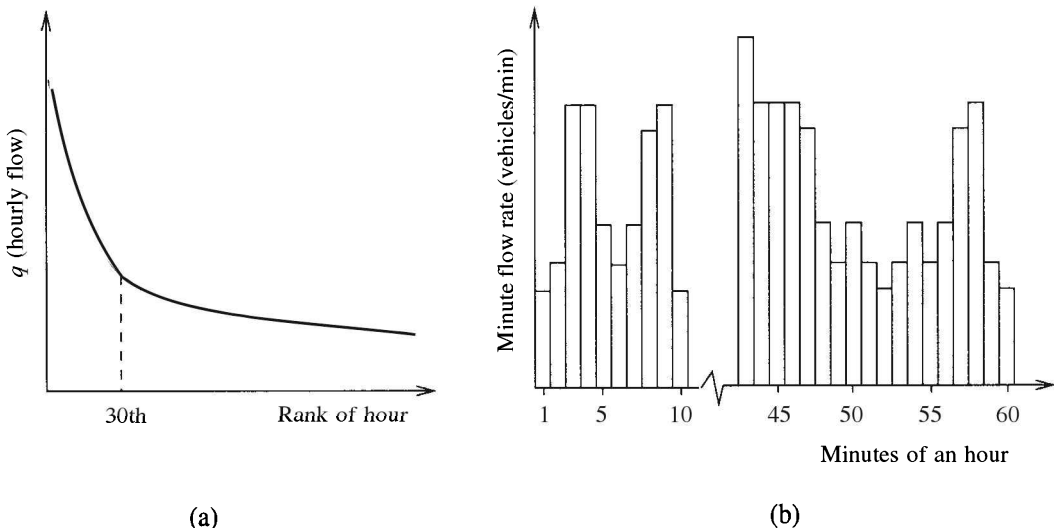 q (hourly flow)
30th
Rank of hour
(a)
Minute flow rate (vehicles/min)
1 5 10 45 50 55 60
Minutes of an hour
(b)